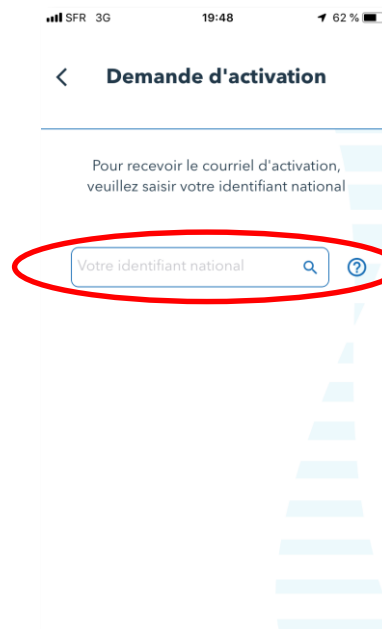 SFR 3G 19:48 62 %
Demande d'activation
Pour recevoir le courriel d'activation,
veuillez saisir votre identifiant national
Votre identifiant national